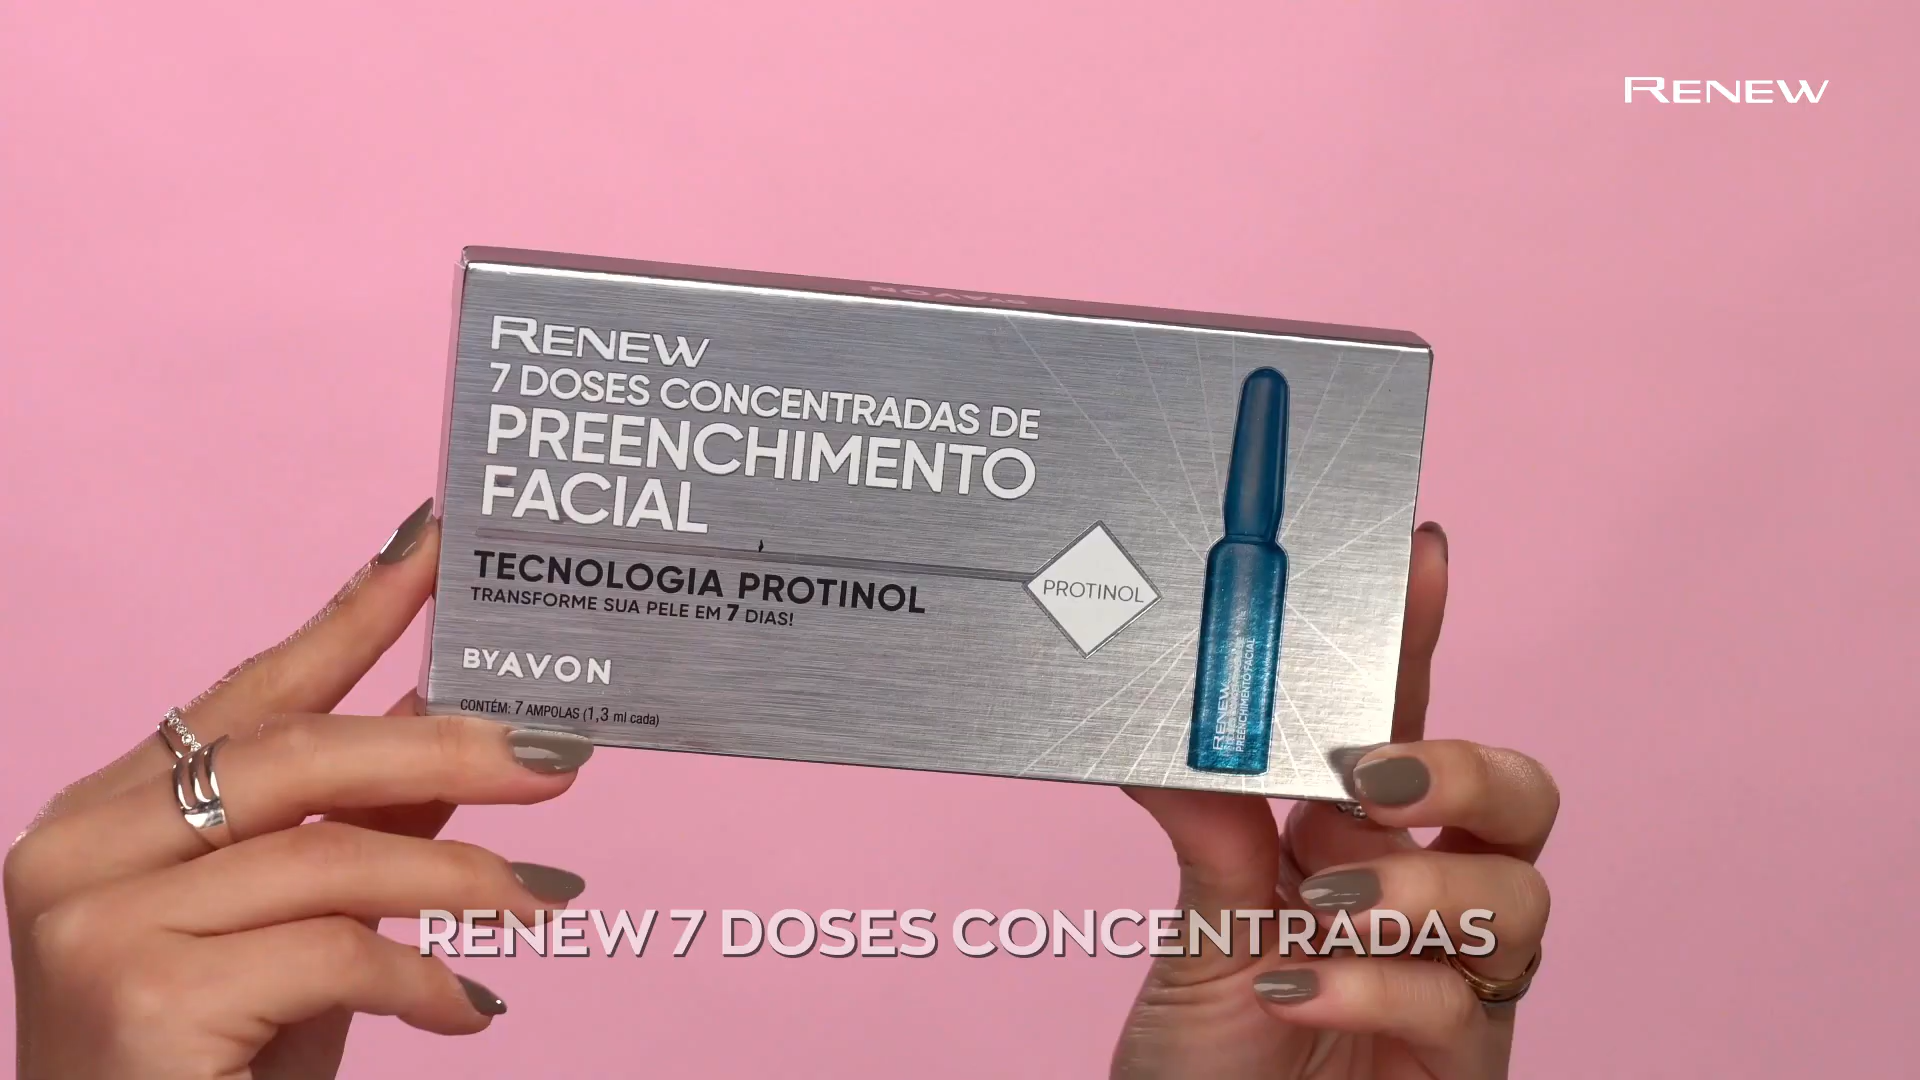 RENEW
BYAVON
RENEW
7 DOSES CONCENTRADAS DE
PREENCHIMENTO
FACIAL
TECNOLOGIA PROTINOL
TRANSFORME SUA PELE EM 7 DIAS!
PROTINOL
BYAVON
CONTÉM: 7 AMPOLAS (1,3 ml cada)
RENEW
PREENCHIMENTO FACIAL
RENEW 7 DOSES CONCENTRADAS